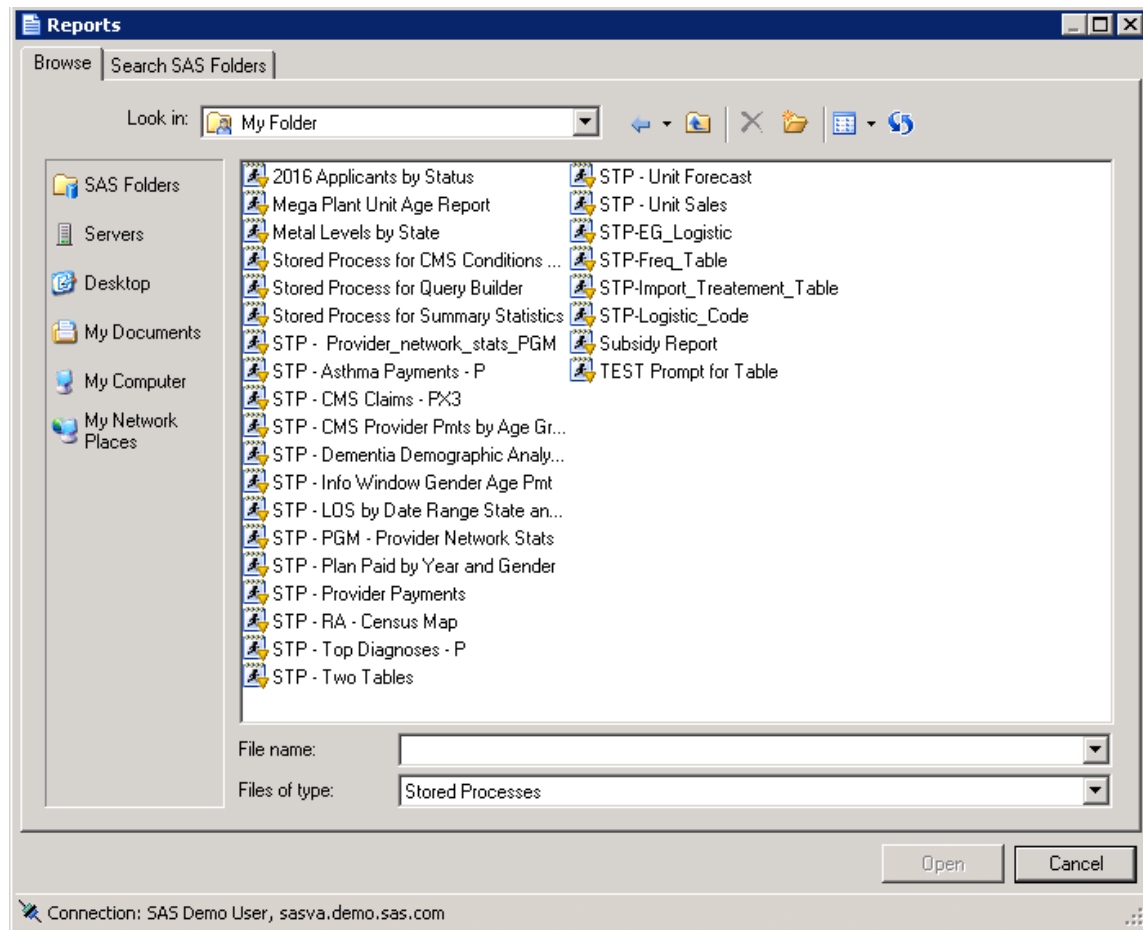 Reports
Browse
Search SAS Folders
Look in: My Folder
SAS Folders
Servers
Desktop
My Documents
My Computer
My Network
Places
2016 Applicants by Status
Mega Plant Unit Age Report
Metal Levels by State
Stored Process for CMS Conditions ...
Stored Process for Query Builder
Stored Process for Summary Statistics
STP -  Provider_network_stats_PGM
STP - Asthma Payments - P
STP - CMS Claims - PX3
STP - CMS Provider Pmts by Age Gr...
STP - Dementia Demographic Analy...
STP - Info Window Gender Age Pmt
STP - LOS by Date Range State an...
STP - PGM - Provider Network Stats
STP - Plan Paid by Year and Gender
STP - Provider Payments
STP - RA - Census Map
STP - Top Diagnoses - P
STP - Two Tables
STP - Unit Forecast
STP - Unit Sales
STP-EG_Logistic
STP-Freq_Table
STP-Import_Treatement_Table
STP-Logistic_Code
Subsidy Report
TEST Prompt for Table
File name:
Files of type: Stored Processes
Open
Cancel
Connection: SAS Demo User, sasva.demo.sas.com